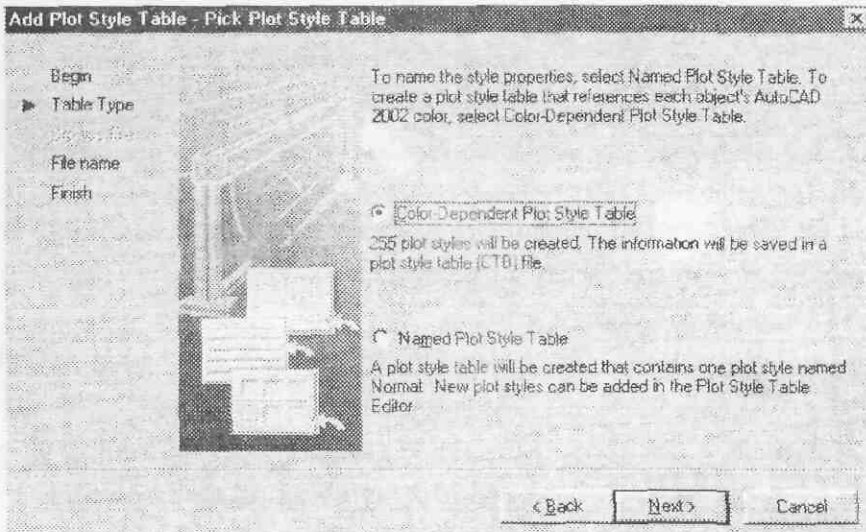 Add Plot Style Table - Pick Plot Style Table
Begin
Table Type
File name
Finish
To name the style properties, select Named Plot Style Table. To
create a plot style table that references each object's AutoCAD
2002 color, select Color-Dependent Plot Style Table.
Color-Dependent Plot Style Table
255 plot styles will be created. The information will be saved in a
plot style table (CTB) file.
Named Plot Style Table
A plot style table will be created that contains one plot style named
Normal. New plot styles can be added in the Plot Style Table
Editor
< Back
Next >
Cancel